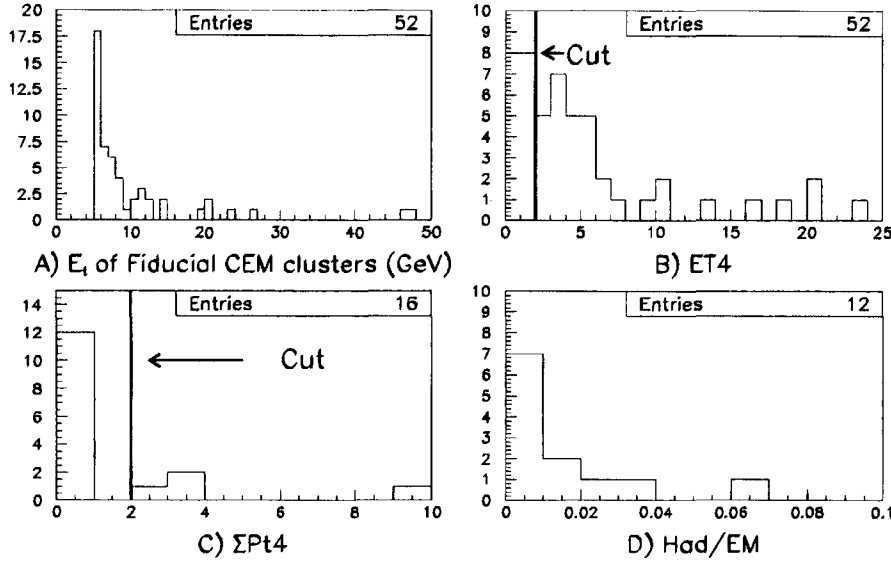 20
17.5
15
12.5
10
7.5
5
2.5
0
Entries 52
0 10 20 30 40 50
A) Et of Fiducial CEM clusters (GeV)
10
9
8
7
6
5
4
3
2
1
0
Entries 52
Cut
0 5 10 15 20 25
B) ET4
14
12
10
8
6
4
2
0
Entries 16
Cut
0 2 4 6 8 10
C) ΣPt4
10
9
8
7
6
5
4
3
2
1
0
Entries 12
0 0.02 0.04 0.06 0.08 0.1
D) Had/EM